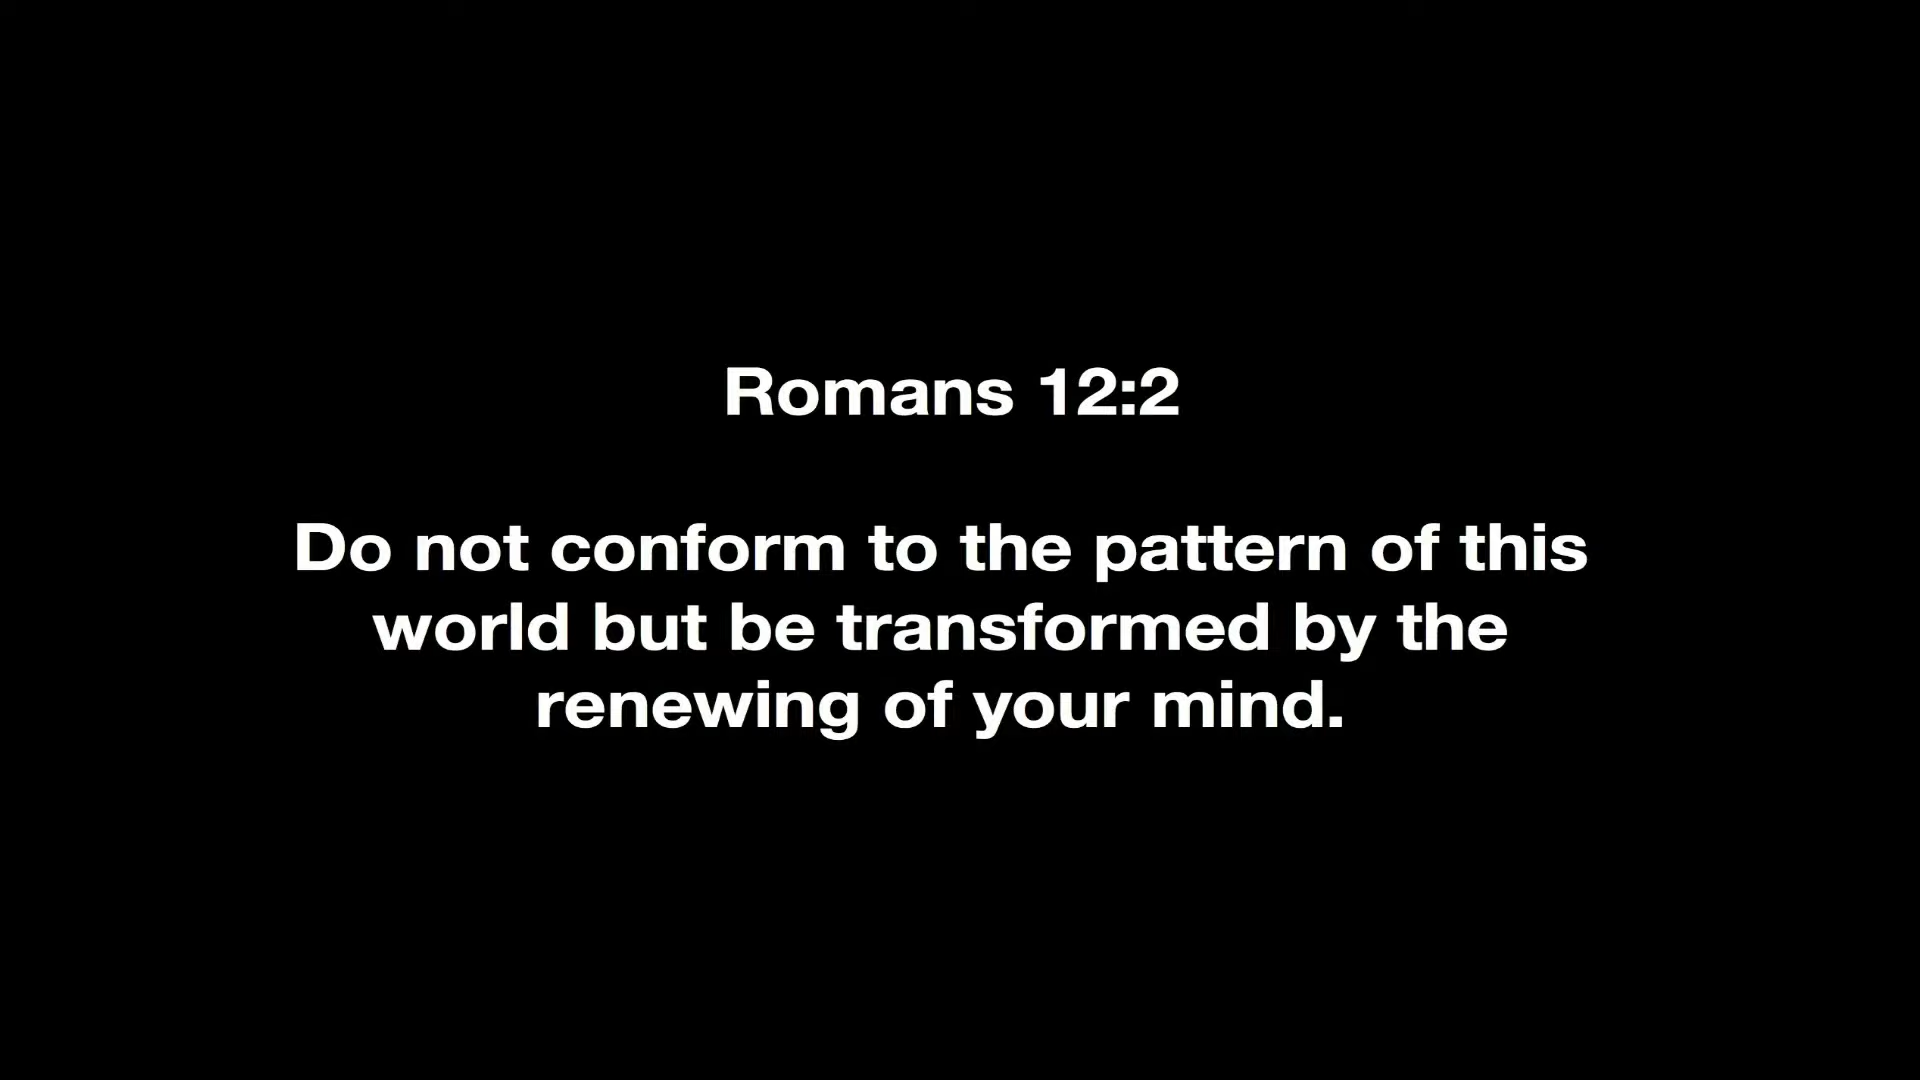 Romans 12:2
Do not conform to the pattern of this
world but be transformed by the
renewing of your mind.